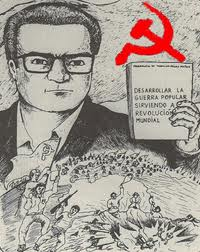 DESARROLLAR LA
GUERRA POPULAR
SIRVIENDO A
REVOLUCION
MUNDIAL